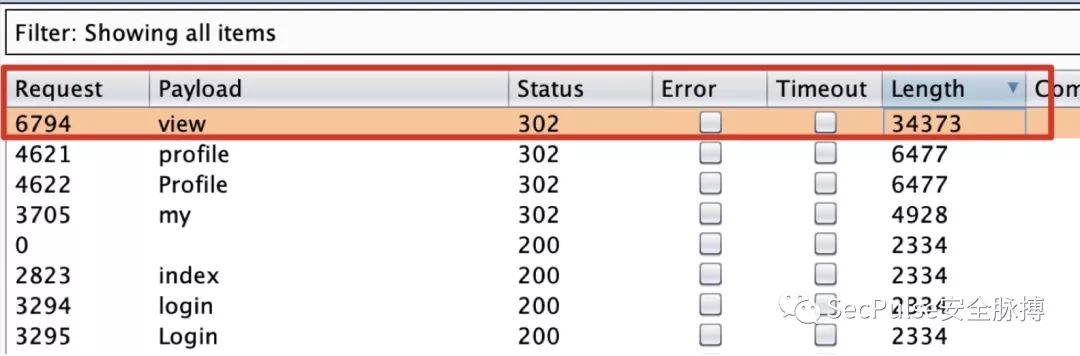 Filter: Showing all items
Request Payload Status Error Timeout Length Com
6794 view 302 34373
4621 profile 302 6477
4622 Profile 302 6477
3705 my 302 4928
0 200 2334
2823 index 200 2334
3294 login 200 2334
3295 Login 200 2334
SecPulse安全脉搏